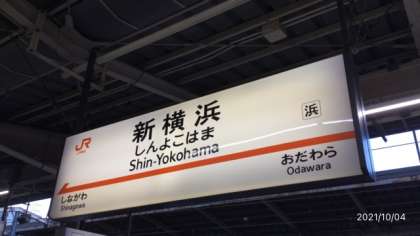 JR
新横浜
浜
しんよこはま
Shin-Yokohama
しながわ
Shinagawa
おだわら
Odawara
2021/10/04